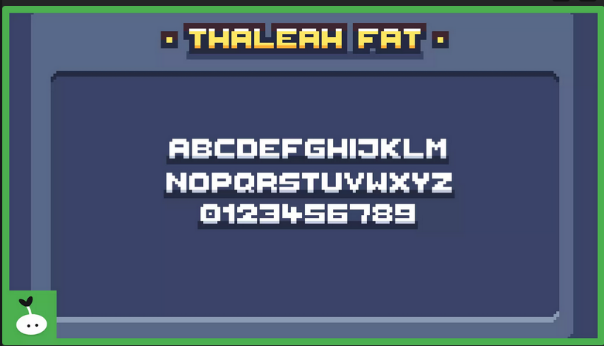 THALEAH FAT
ABCDEFGHIJKLM
NOPQRSTUVWXYZ
0123456789